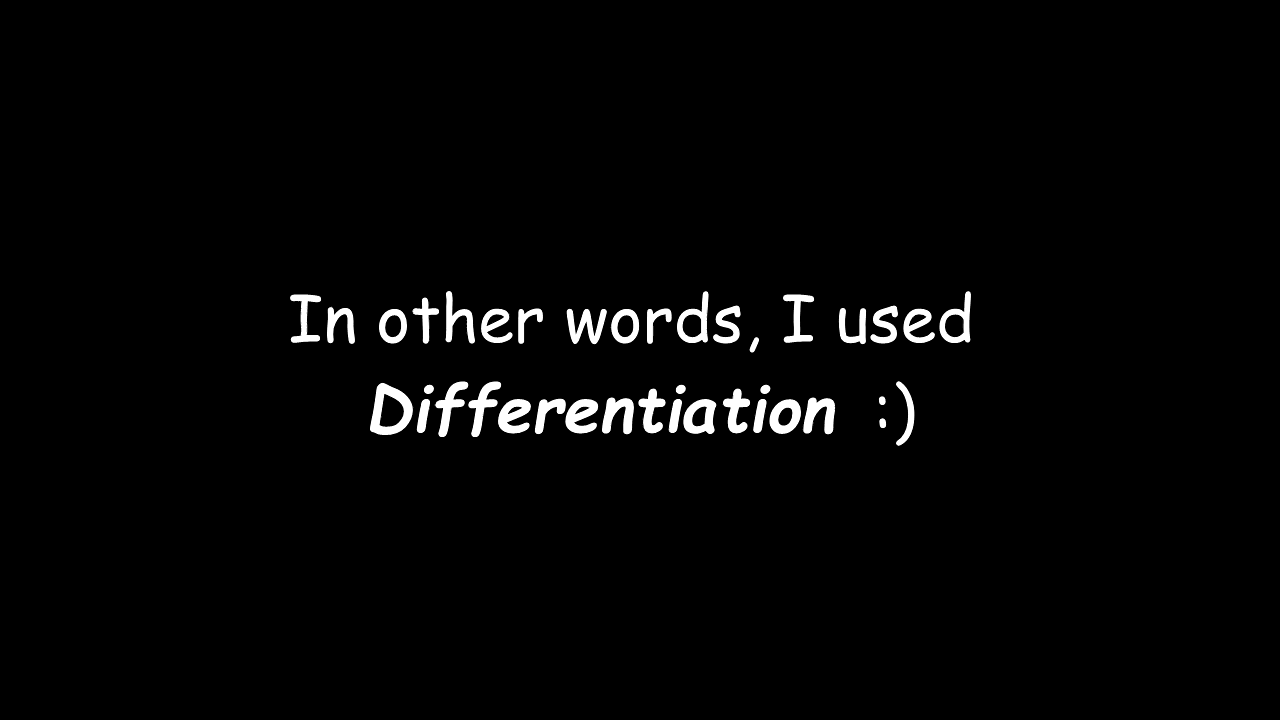 In other words, I used
Differentiation :)